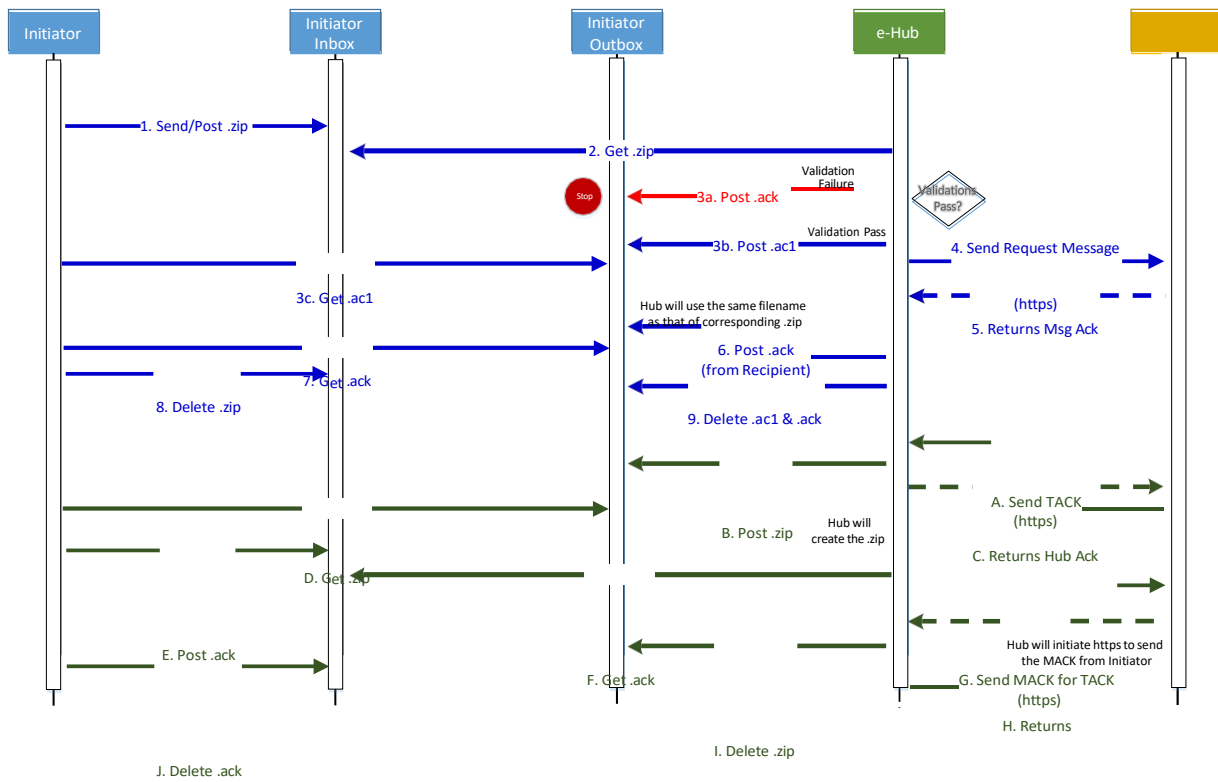 Initiator
Initiator
Inbox
Initiator
Outbox
e-Hub
1. Send/Post .zip
2. Get .zip
Validation
Failure
Stop
3a. Post .ack
Validations
Pass?
Validation Pass
3b. Post .ac1
4. Send Request Message
3c. Get .ac1
(https)
Hub will use the same filename
as that of corresponding .zip
5. Returns Msg Ack
6. Post .ack
(from Recipient)
7. Get .ack
8. Delete .zip
9. Delete .ac1 & .ack
A. Send TACK
(https)
B. Post .zip
Hub will
create the .zip
C. Returns Hub Ack
D. Get .zip
E. Post .ack
Hub will initiate https to send
the MACK from Initiator
F. Get .ack
G. Send MACK for TACK
(https)
H. Returns
I. Delete .zip
J. Delete .ack